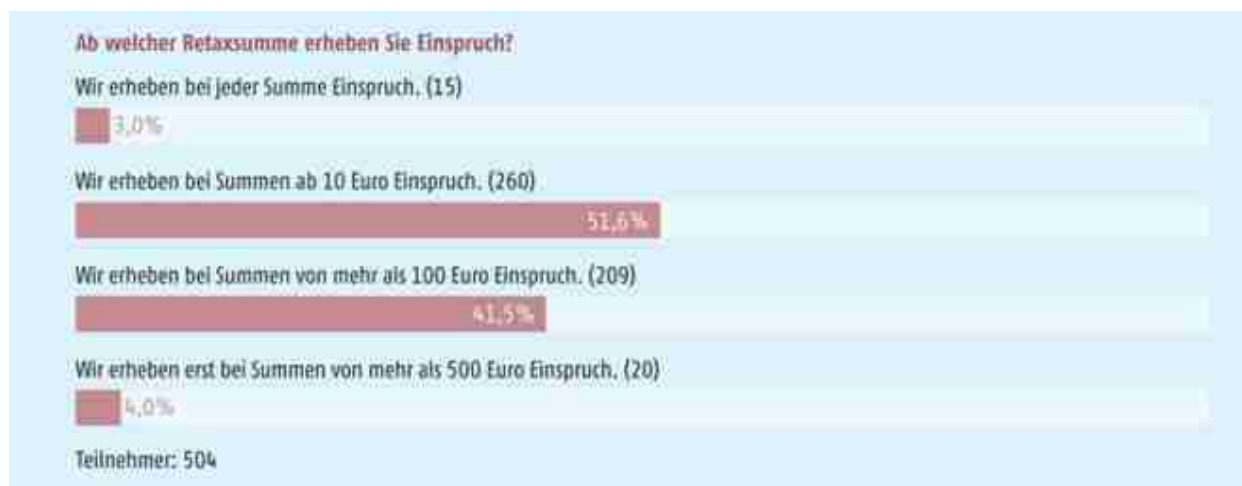 Ab welcher Retaxsumme erheben Sie Einspruch?
Wir erheben bei jeder Summe Einspruch. (15)
3,0%
Wir erheben bei Summen ab 10 Euro Einspruch. (260)
51,6%
Wir erheben bei Summen von mehr als 100 Euro Einspruch. (209)
41,5%
Wir erheben erst bei Summen von mehr als 500 Euro Einspruch. (20)
4,0%
Teilnehmer: 504